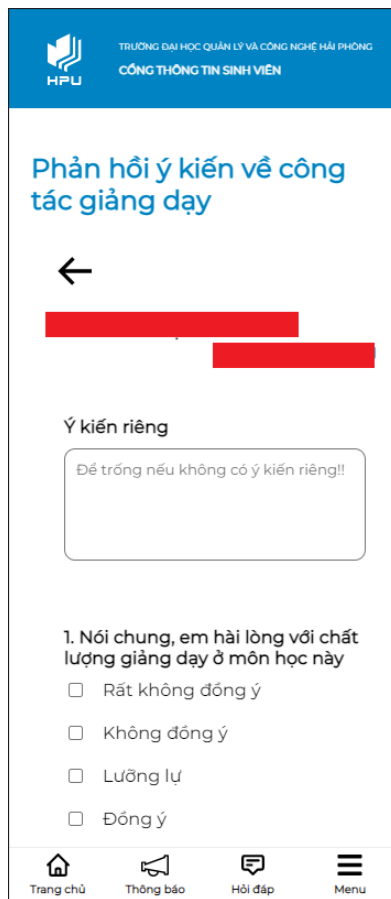 HPU
TRƯỜNG ĐẠI HỌC QUẢN LÝ VÀ CÔNG NGHỆ HẢI PHÒNG
CỔNG THÔNG TIN SINH VIÊN
Phản hồi ý kiến về công
tác giảng dạy
Ý kiến riêng
Để trống nếu không có ý kiến riêng!!
1. Nói chung, em hài lòng với chất
lượng giảng dạy ở môn học này
Rất không đồng ý
Không đồng ý
Lưỡng lự
Đồng ý
Trang chủ
Thông báo
Hỏi đáp
Menu